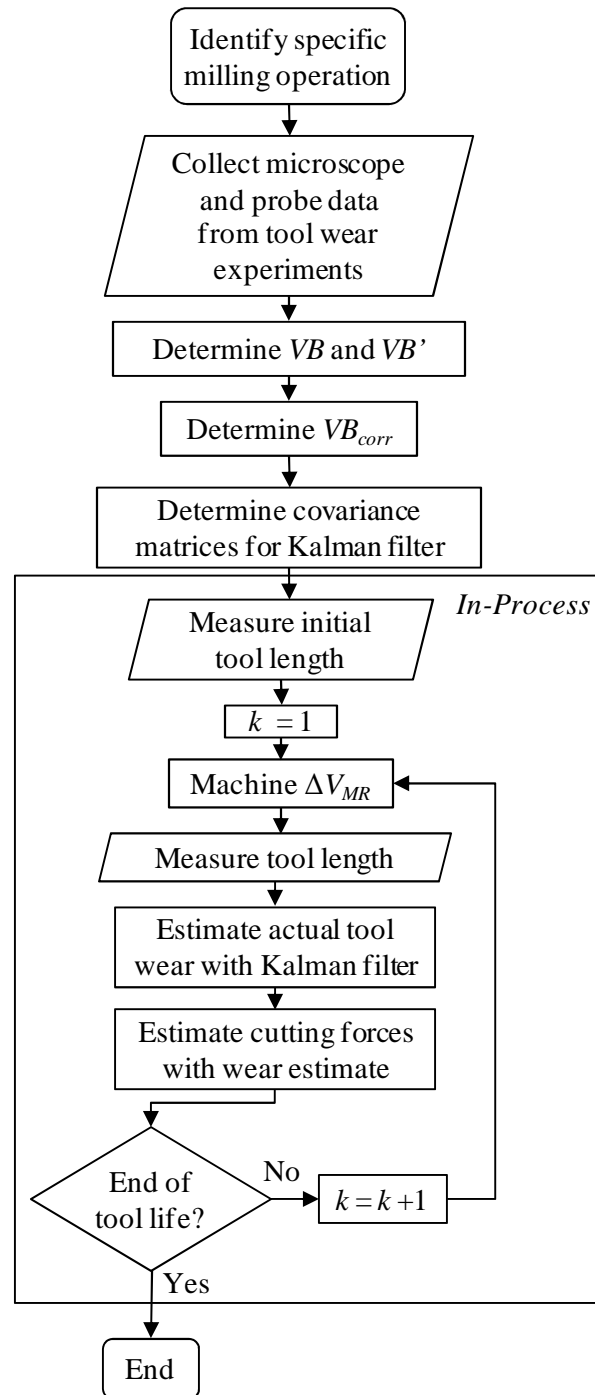 Identify specific
milling operation
Collect microscope
and probe data
from tool wear
experiments
Determine VB and VB’
Determine VBcorr
Determine covariance
matrices for Kalman filter
In-Process
Measure initial
tool length
k = 1
Machine ΔVMR
Measure tool length
Estimate actual tool
wear with Kalman filter
Estimate cutting forces
with wear estimate
End of
tool life?
No
k = k +1
Yes
End